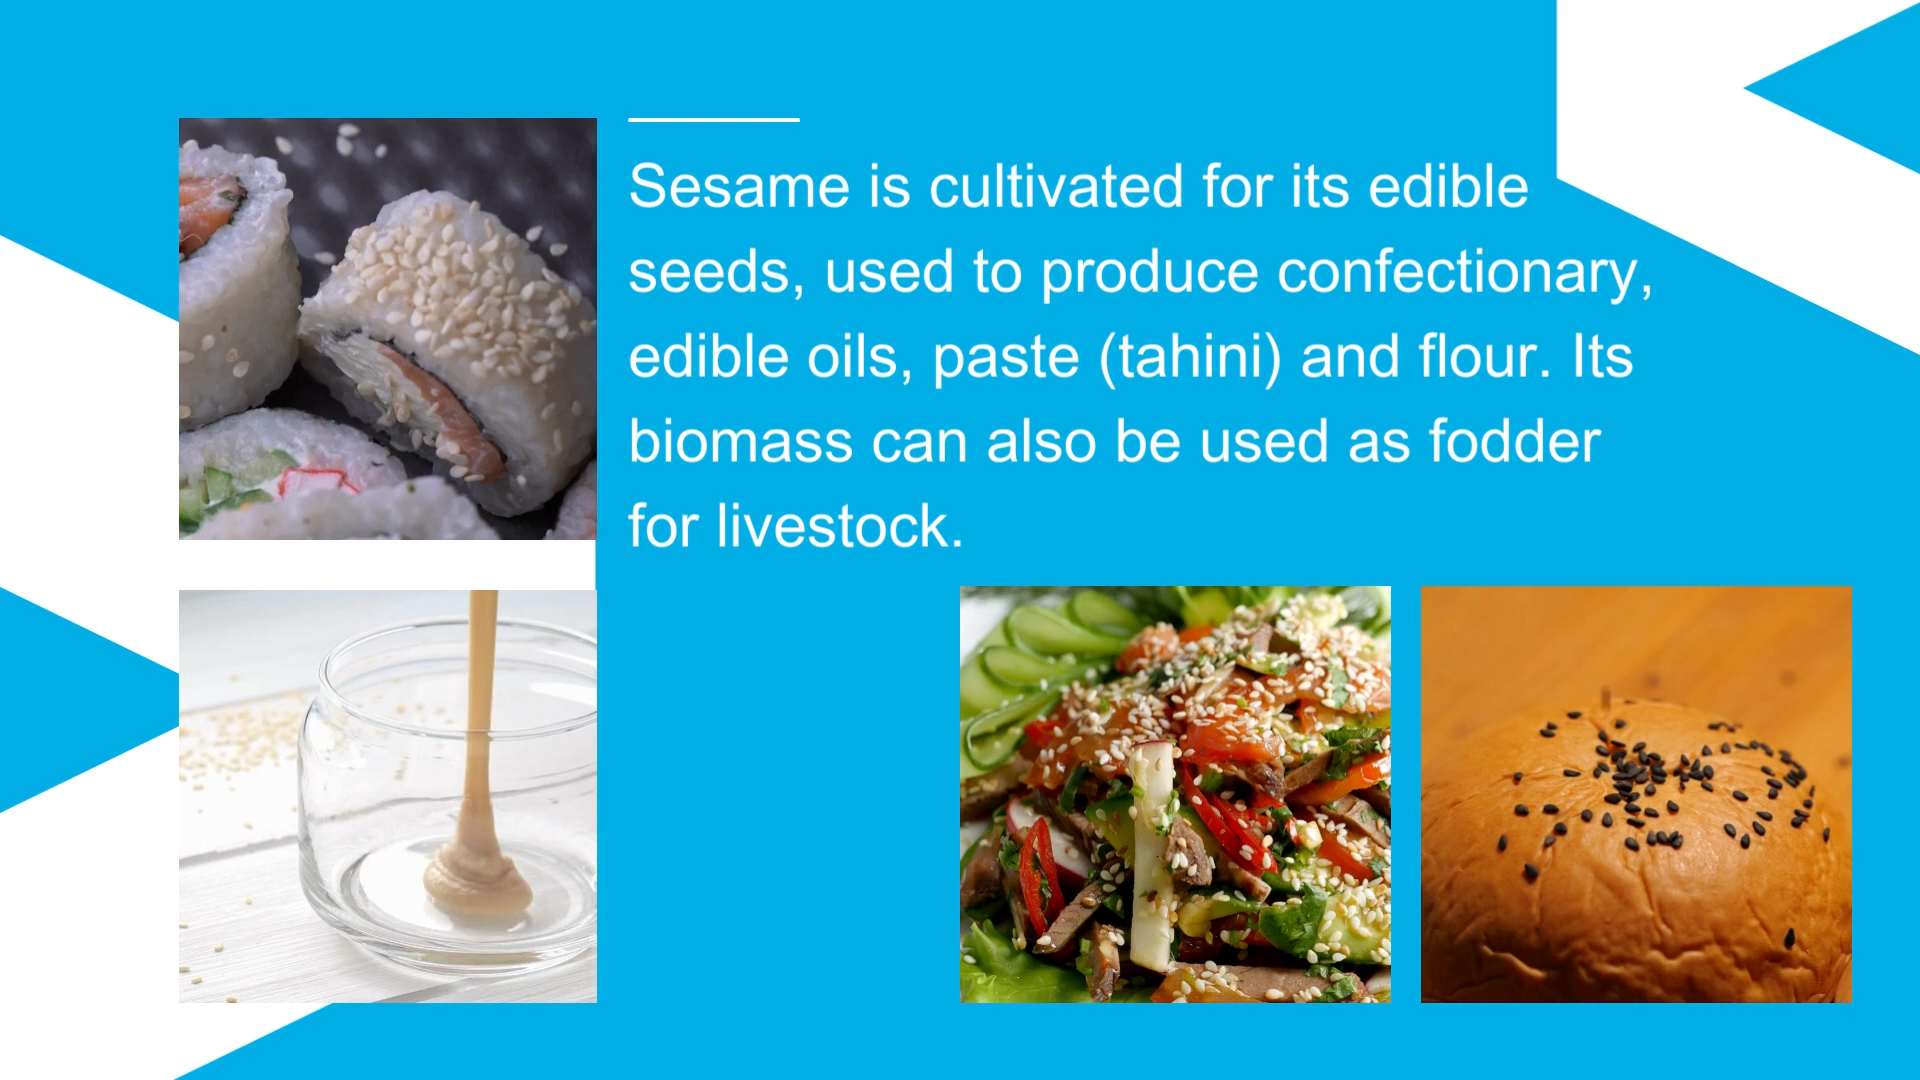 Sesame is cultivated for its edible
seeds, used to produce confectionary,
edible oils, paste (tahini) and flour. Its
biomass can also be used as fodder
for livestock.